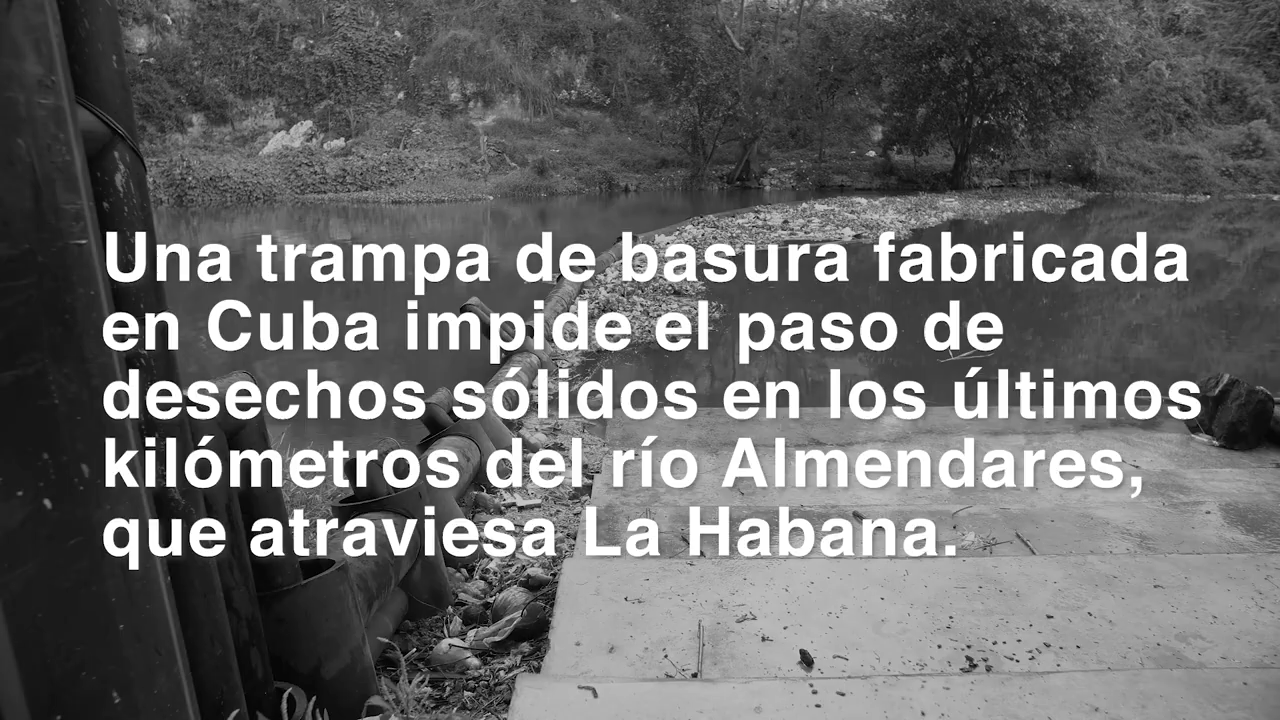 Una trampa de basura fabricada
en Cuba impide el paso de
desechos sólidos en los últimos
kilómetros del río Almendares,
que atraviesa La Habana.